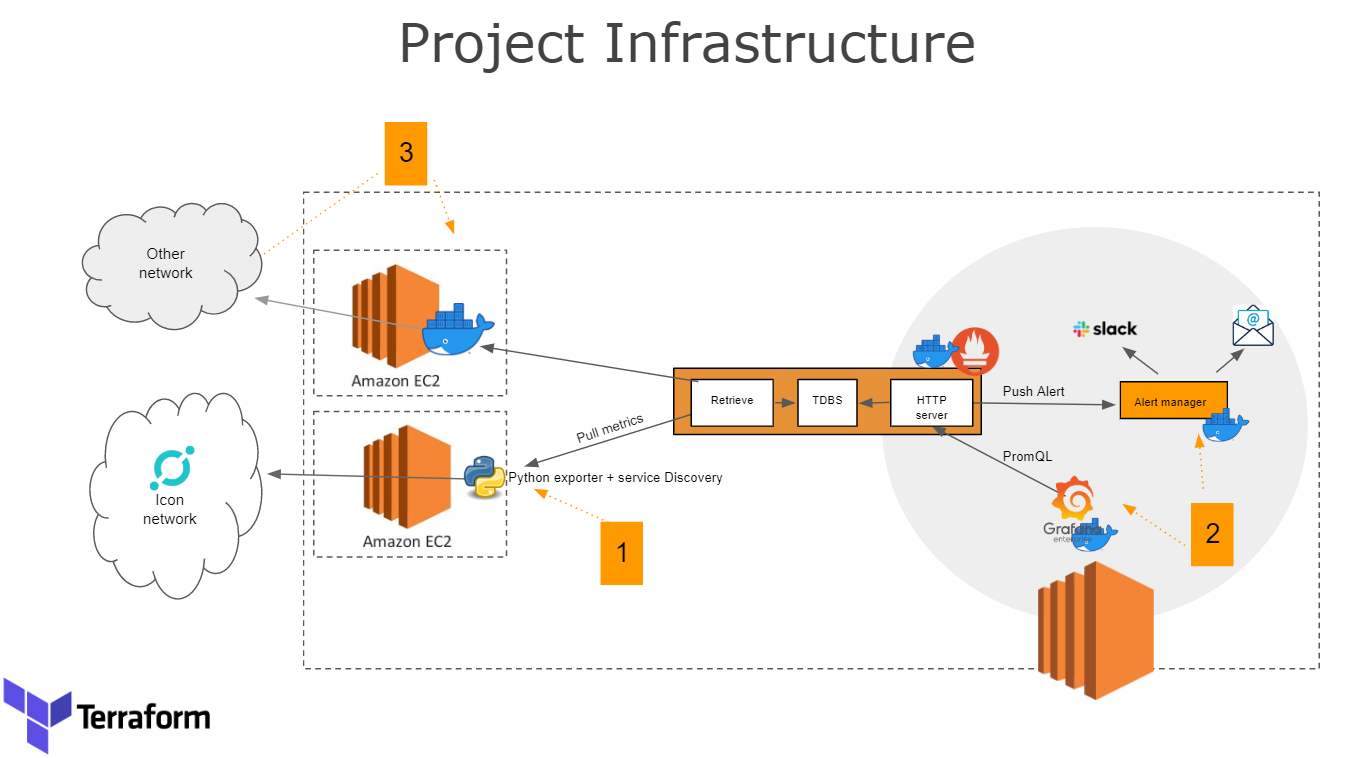 Project Infrastructure
3
Other
network
Amazon EC2
slack
@
Retrieve
TDBS
HTTP
server
Push Alert
Alert manager
Pull metrics
PromQL
Python exporter + service Discovery
Icon
network
Amazon EC2
1
2
Grafana
enterprise
Terraform